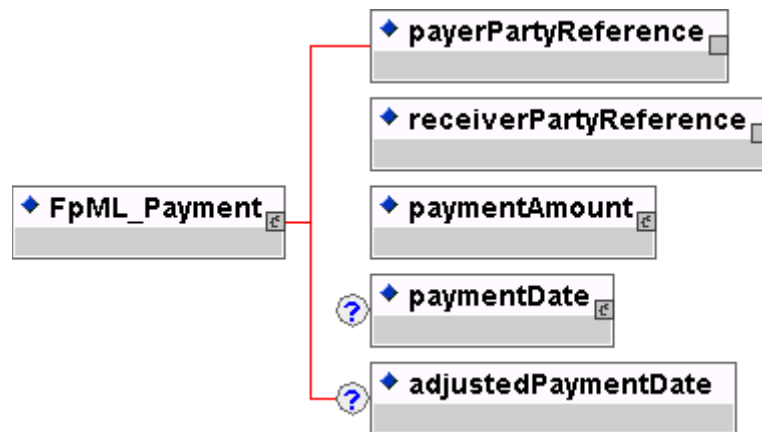 payerPartyReference
receiverPartyReference
FpML_Payment
paymentAmount
? paymentDate
? adjustedPaymentDate